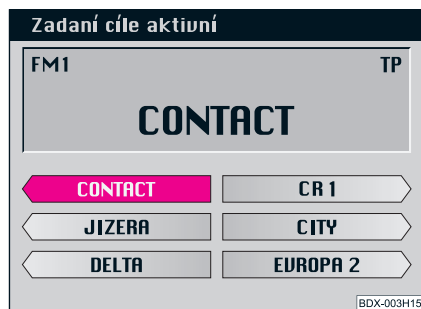 Zadaní cíle aktivní
FM1 TP
CONTACT
CONTACT CR 1
JIZERA CITY
DELTA EVROPA 2
BDX-003H15